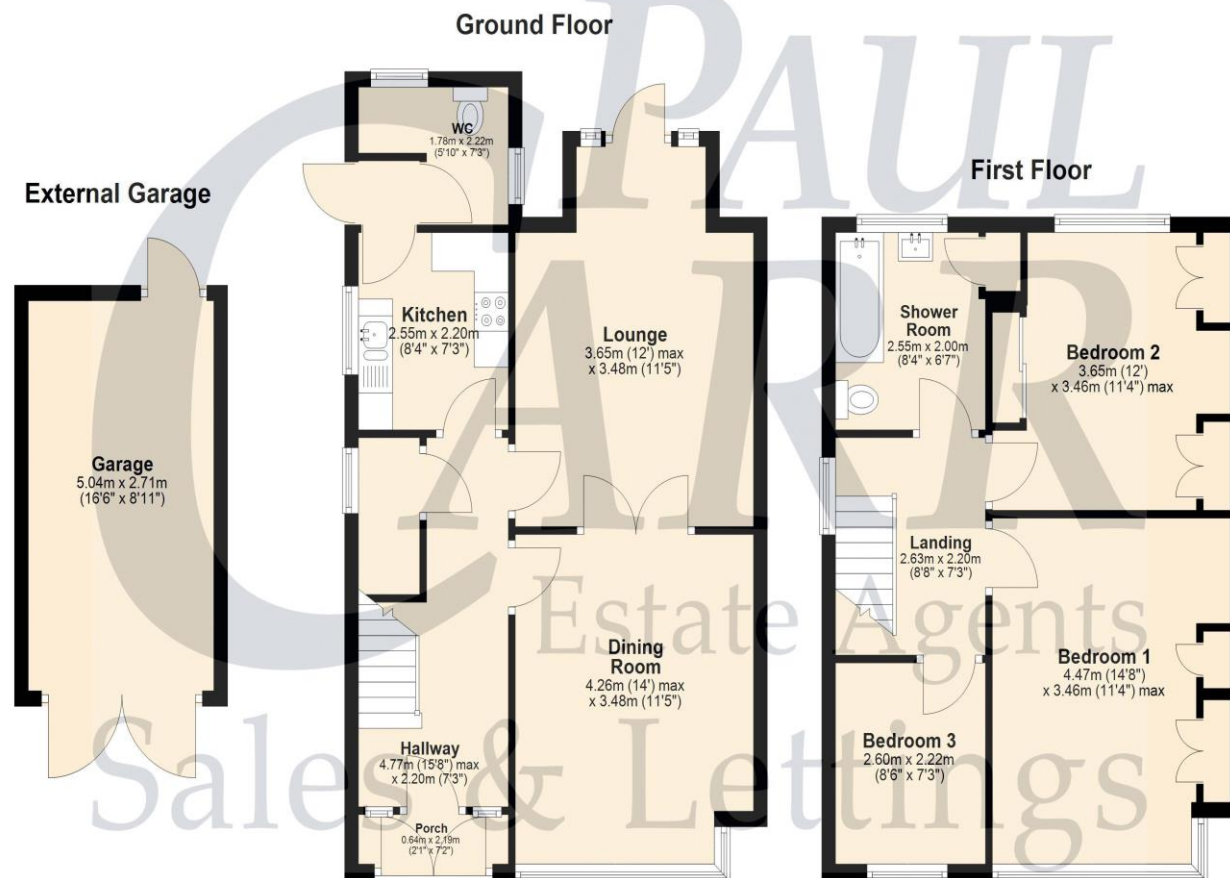 Ground Floor
PAUL
CARR
Estate Agents
Sales & Lettings
External Garage
First Floor
WC
1.78m x 2.22m
(5'10" x 7'3")
Kitchen
2.55m x 2.20m
(8'4" x 7'3")
Lounge
3.65m (12') max
x 3.48m (11'5")
Garage
5.04m x 2.71m
(16'6" x 8'11")
Dining
Room
4.26m (14') max
x 3.48m (11'5")
Hallway
4.77m (15'8") max
x 2.20m (7'3")
Porch
0.64m x 2.19m
(2'1" x 7'2")
Shower
Room
2.55m x 2.00m
(8'4" x 6'7")
Bedroom 2
3.65m (12')
x 3.46m (11'4") max
Landing
2.63m x 2.20m
(8'8" x 7'3")
Bedroom 1
4.47m (14'8")
x 3.46m (11'4") max
Bedroom 3
2.60m x 2.22m
(8'6" x 7'3")